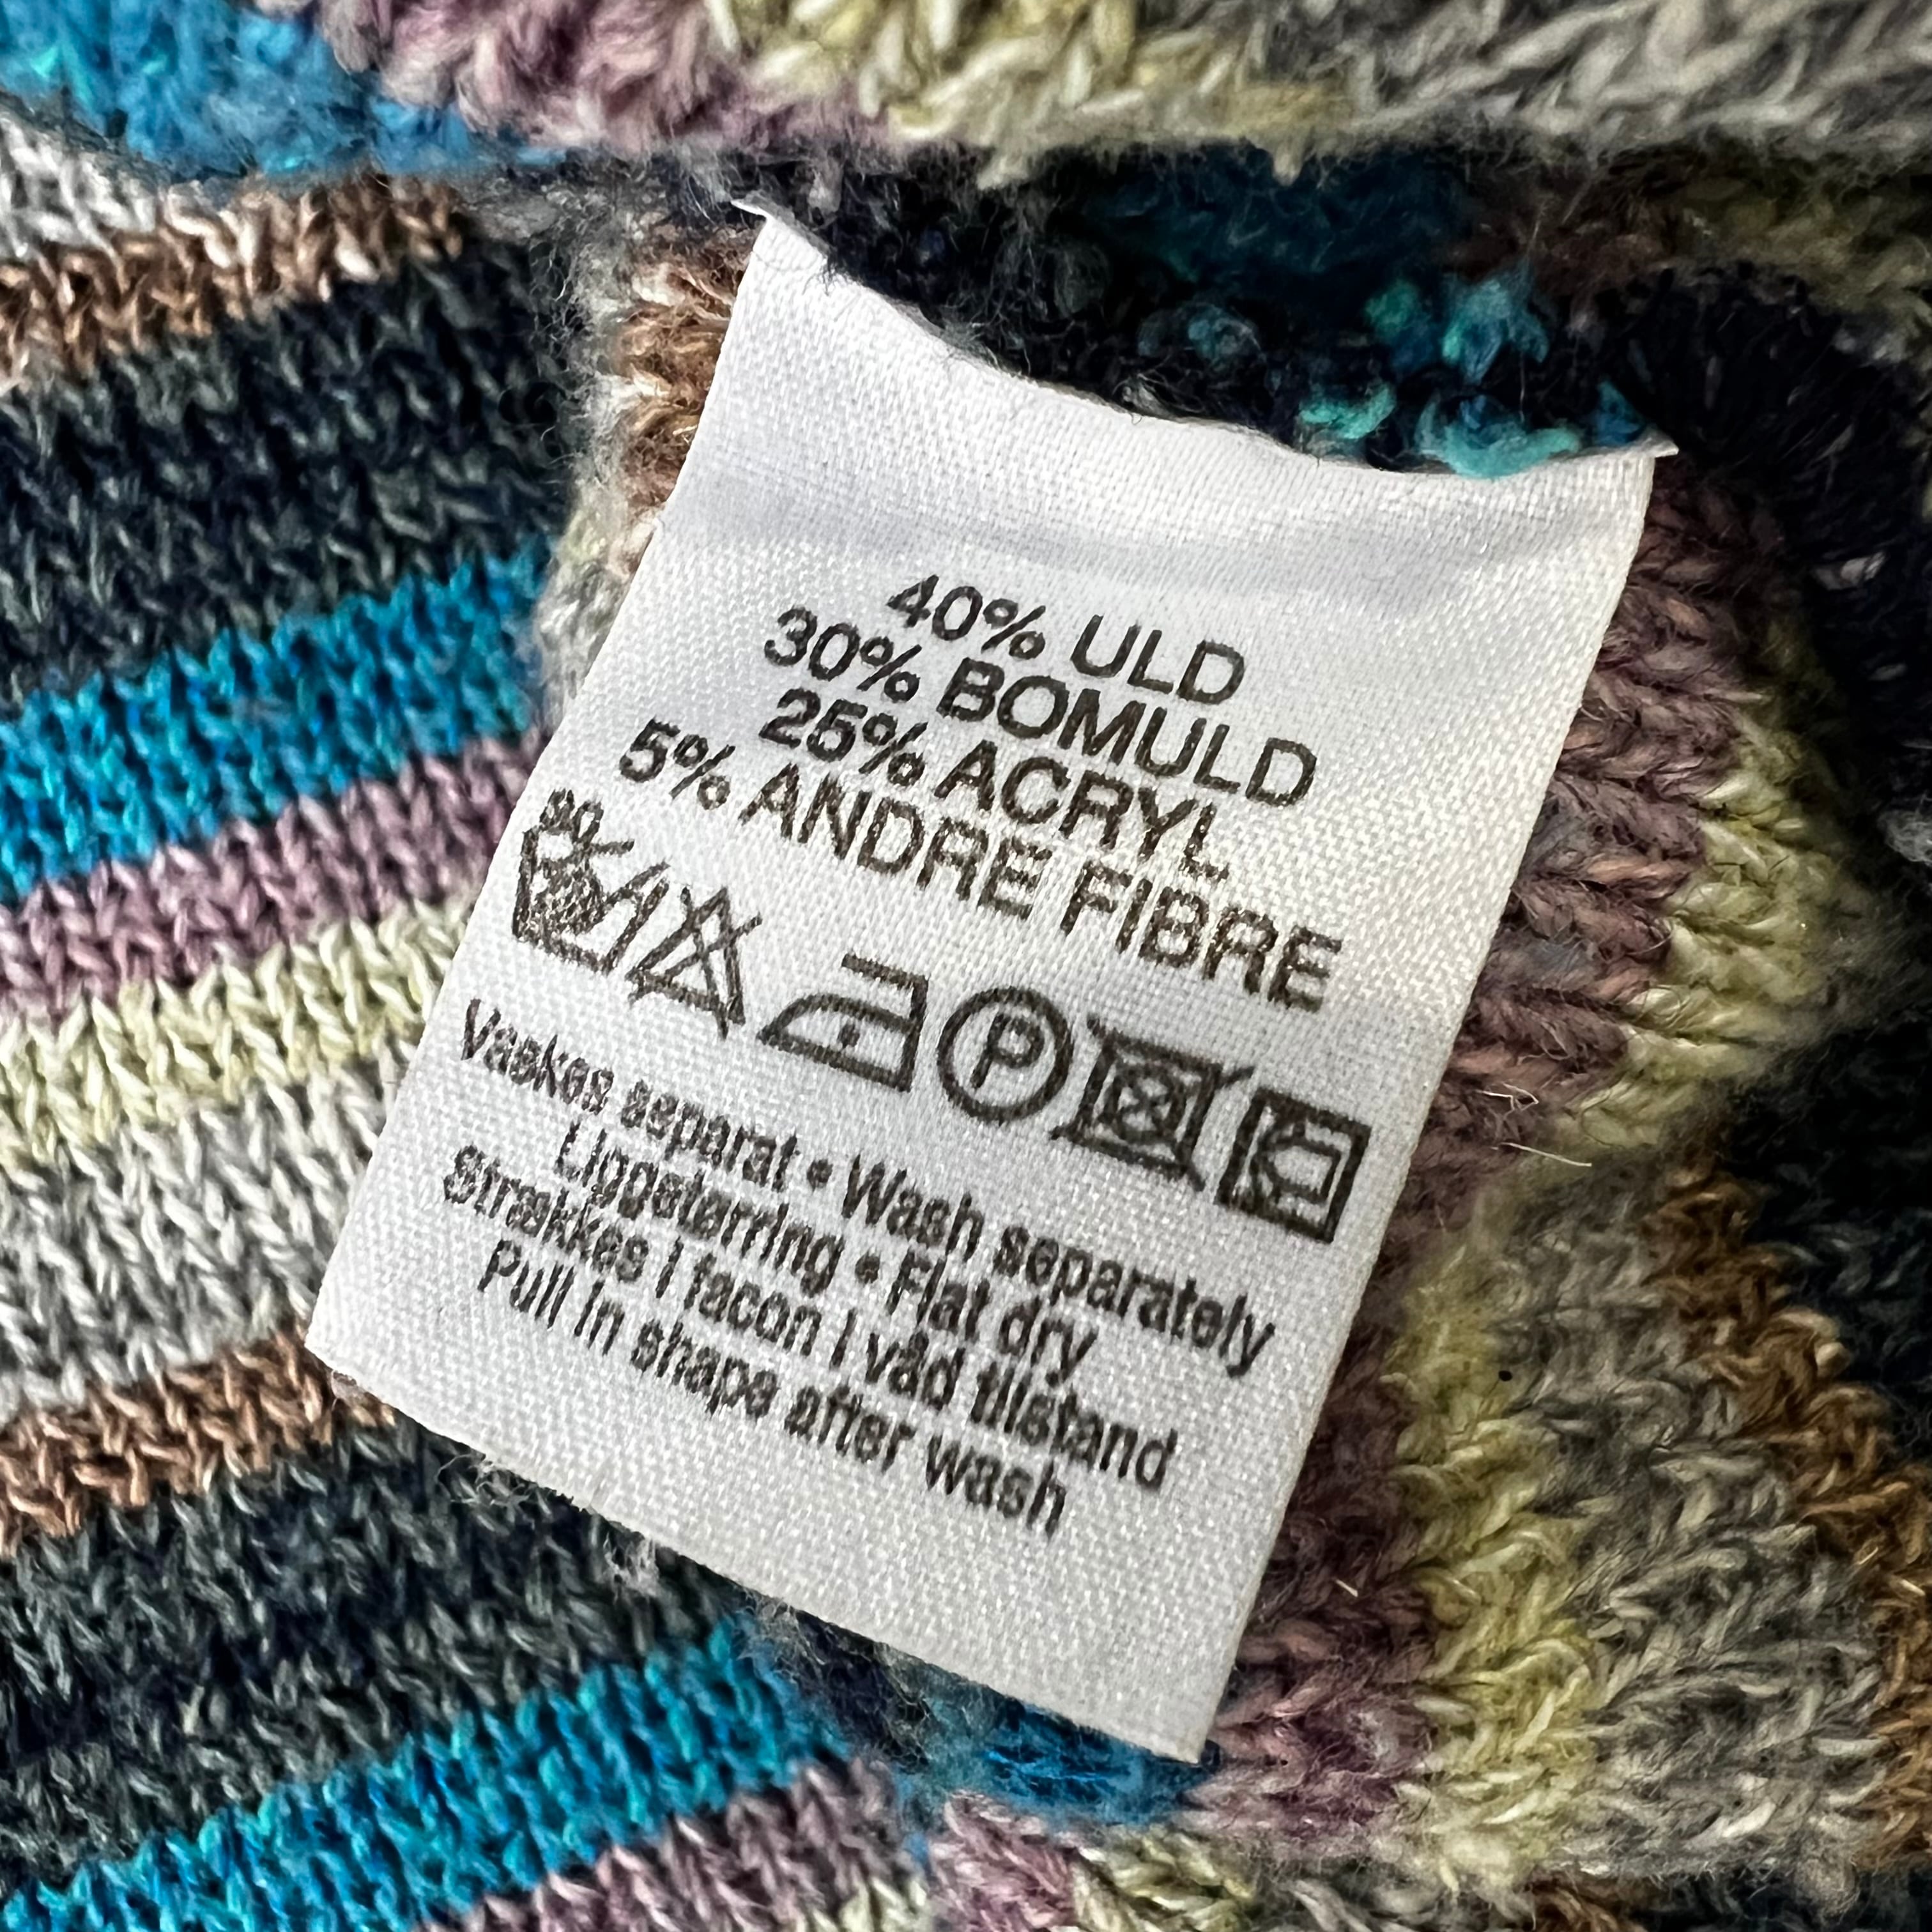 40% ULD
30% BOMULD
25% ACRYL
5% ANDRE FIBRE
P
Vaskes separat • Wash separately
Liggetørring • Flat dry
Strækkes i facon i våd tilstand
Pull in shape after wash